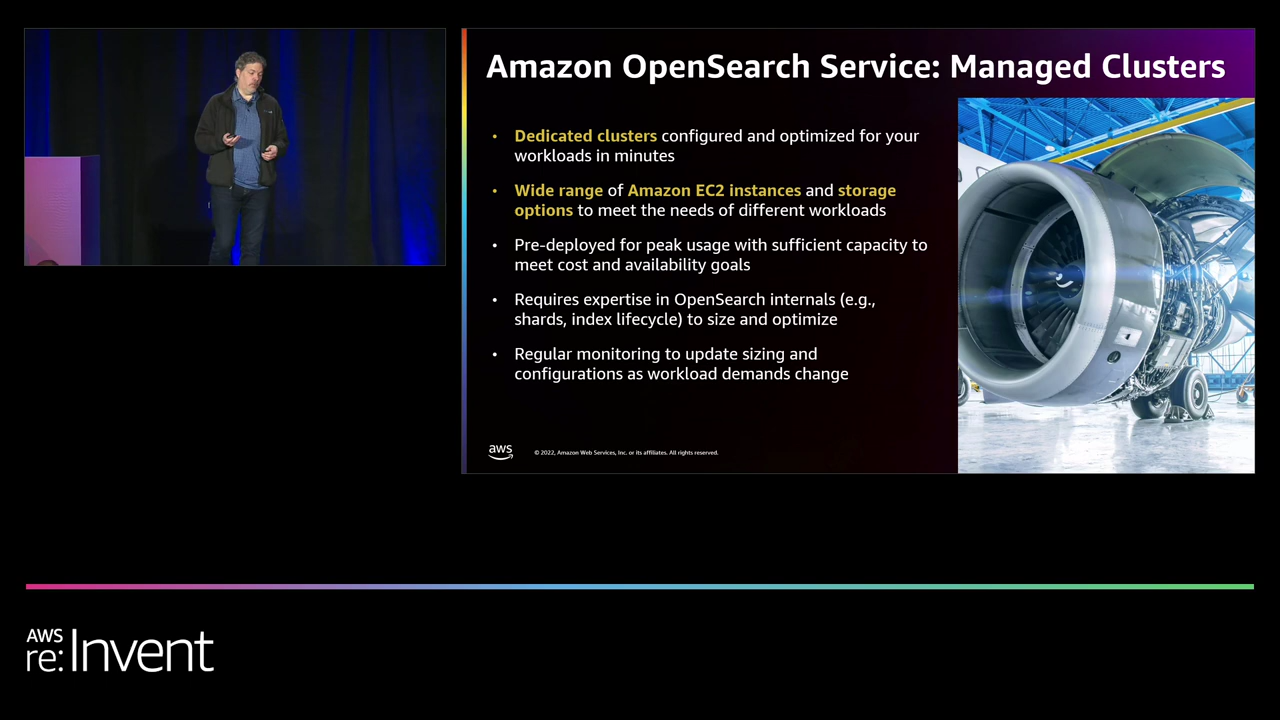 Amazon OpenSearch Service: Managed Clusters
• Dedicated clusters configured and optimized for your
workloads in minutes
• Wide range of Amazon EC2 instances and storage
options to meet the needs of different workloads
• Pre-deployed for peak usage with sufficient capacity to
meet cost and availability goals
• Requires expertise in OpenSearch internals (e.g.,
shards, index lifecycle) to size and optimize
• Regular monitoring to update sizing and
configurations as workload demands change
aws
© 2022, Amazon Web Services, Inc. or its affiliates. All rights reserved.
AWS
re:Invent